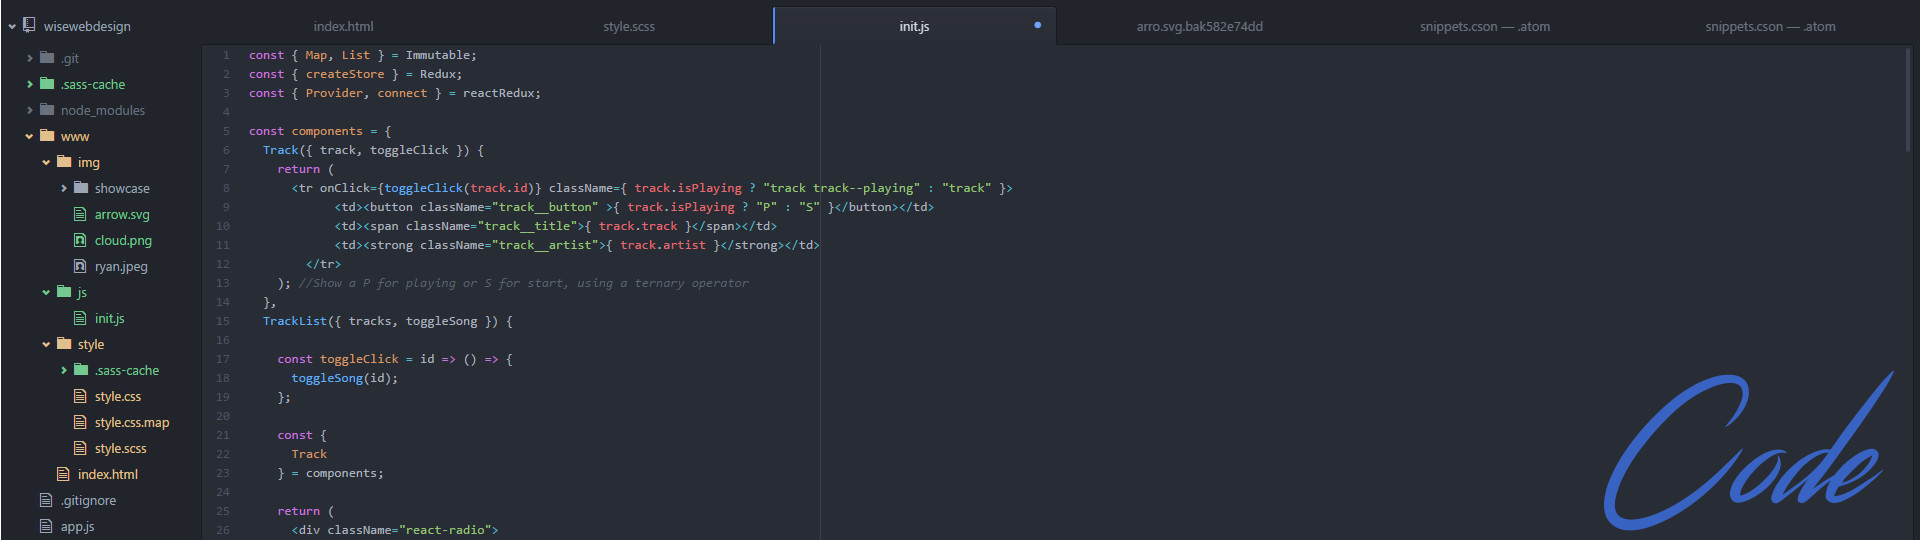 wisewebdesign
.git
.sass-cache
node_modules
www
img
showcase
arrow.svg
cloud.png
ryan.jpeg
js
init.js
style
.sass-cache
style.css
style.css.map
style.scss
index.html
.gitignore
app.js
index.html style.scss init.js arro.svg.bak582e74dd snippets.cson — .atom snippets.cson — .atom
1 const { Map, List } = Immutable;
2 const { createStore } = Redux;
3 const { Provider, connect } = reactRedux;
4
5 const components = {
6 Track({ track, toggleClick }) {
7 return (
8 <tr onClick={toggleClick(track.id)} className={ track.isPlaying ? "track track--playing" : "track" }>
9 <td><button className="track__button" >{ track.isPlaying ? "P" : "S" }</button></td>
10 <td><span className="track__title">{ track.track }</span></td>
11 <td><strong className="track__artist">{ track.artist }</strong></td>
12 </tr>
13 ); //Show a P for playing or S for start, using a ternary operator
14 },
15 TrackList({ tracks, toggleSong }) {
16
17 const toggleClick = id => () => {
18 toggleSong(id);
19 };
20
21 const {
22 Track
23 } = components;
24
25 return (
26 <div className="react-radio">
Code